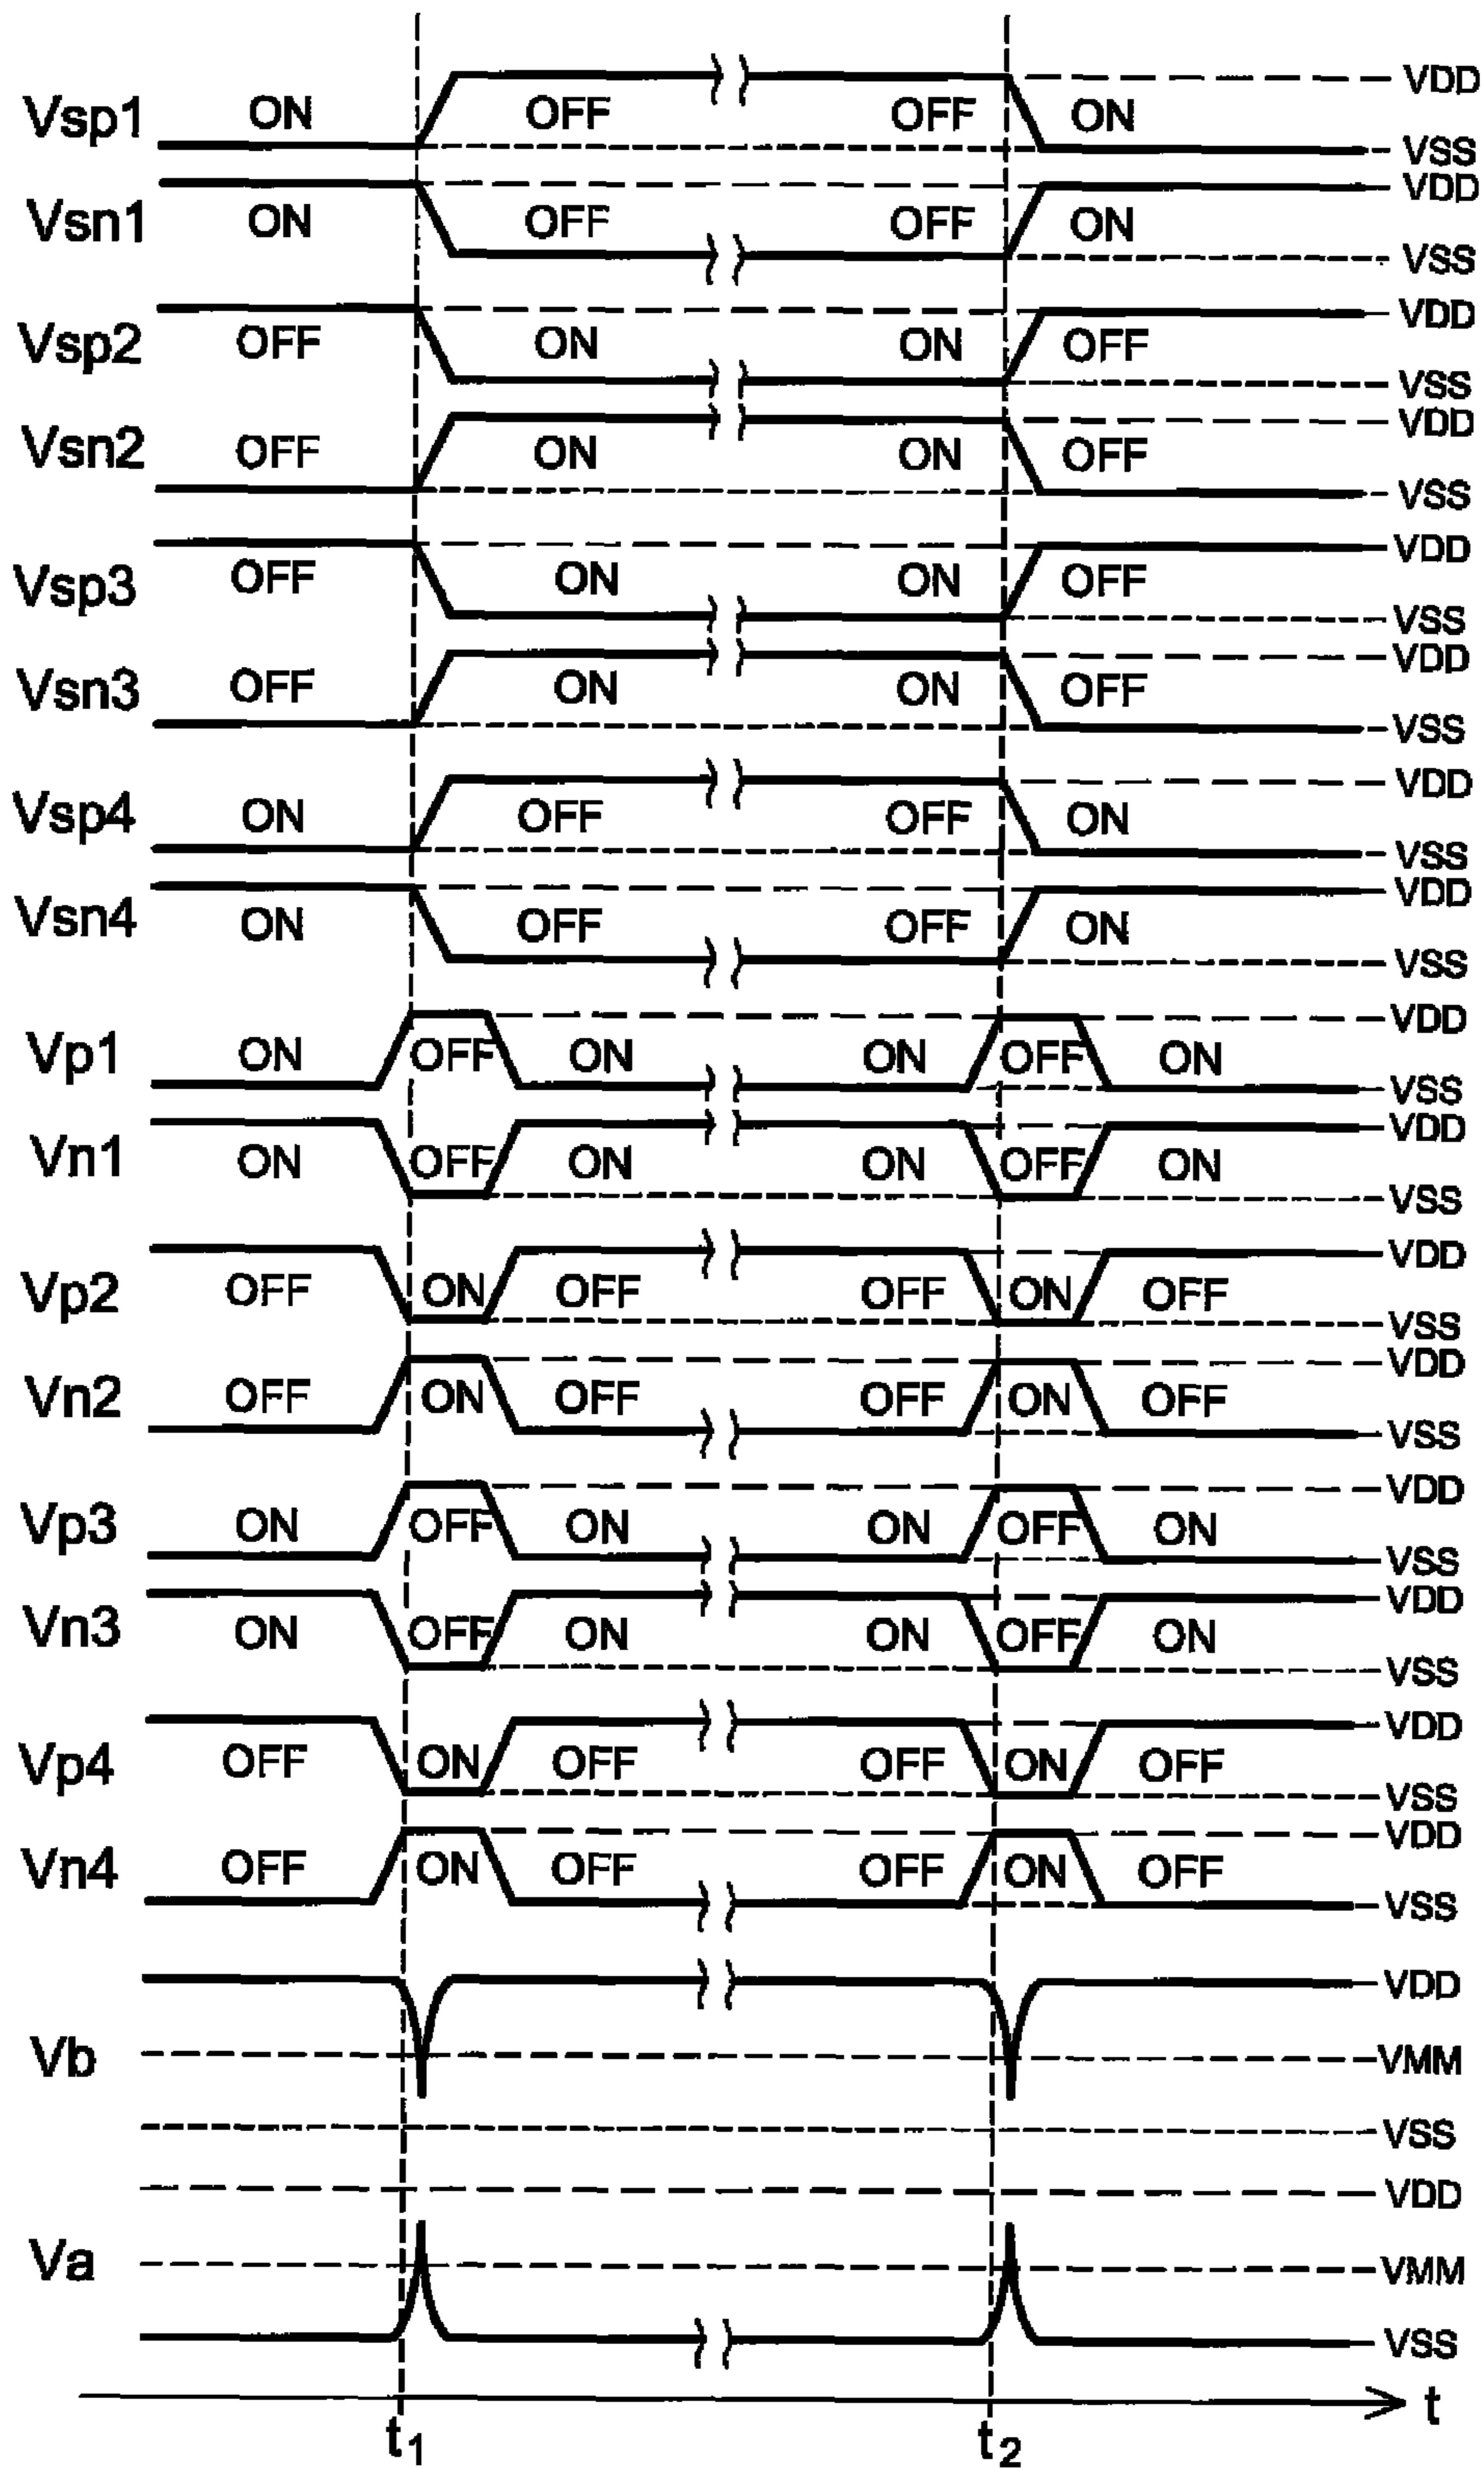 VDD
Vsp1 ON OFF OFF ON
VSS
VDD
Vsn1 ON OFF OFF ON
VSS
VDD
Vsp2 OFF ON ON OFF
VSS
VDD
Vsn2 OFF ON ON OFF
VSS
VDD
Vsp3 OFF ON ON OFF
VSS
VDD
Vsn3 OFF ON ON OFF
VSS
VDD
Vsp4 ON OFF OFF ON
VSS
VDD
Vsn4 ON OFF OFF ON
VSS
VDD
Vp1 ON OFF ON ON OFF ON
VSS
VDD
Vn1 ON OFF ON ON OFF ON
VSS
VDD
Vp2 OFF ON OFF OFF ON OFF
VSS
VDD
Vn2 OFF ON OFF OFF ON OFF
VSS
VDD
Vp3 ON OFF ON ON OFF ON
VSS
VDD
Vn3 ON OFF ON ON OFF ON
VSS
VDD
Vp4 OFF ON OFF OFF ON OFF
VSS
VDD
Vn4 OFF ON OFF OFF ON OFF
VSS
VDD
Vb VMM
VSS
VDD
Va VMM
VSS
t
t1 t2